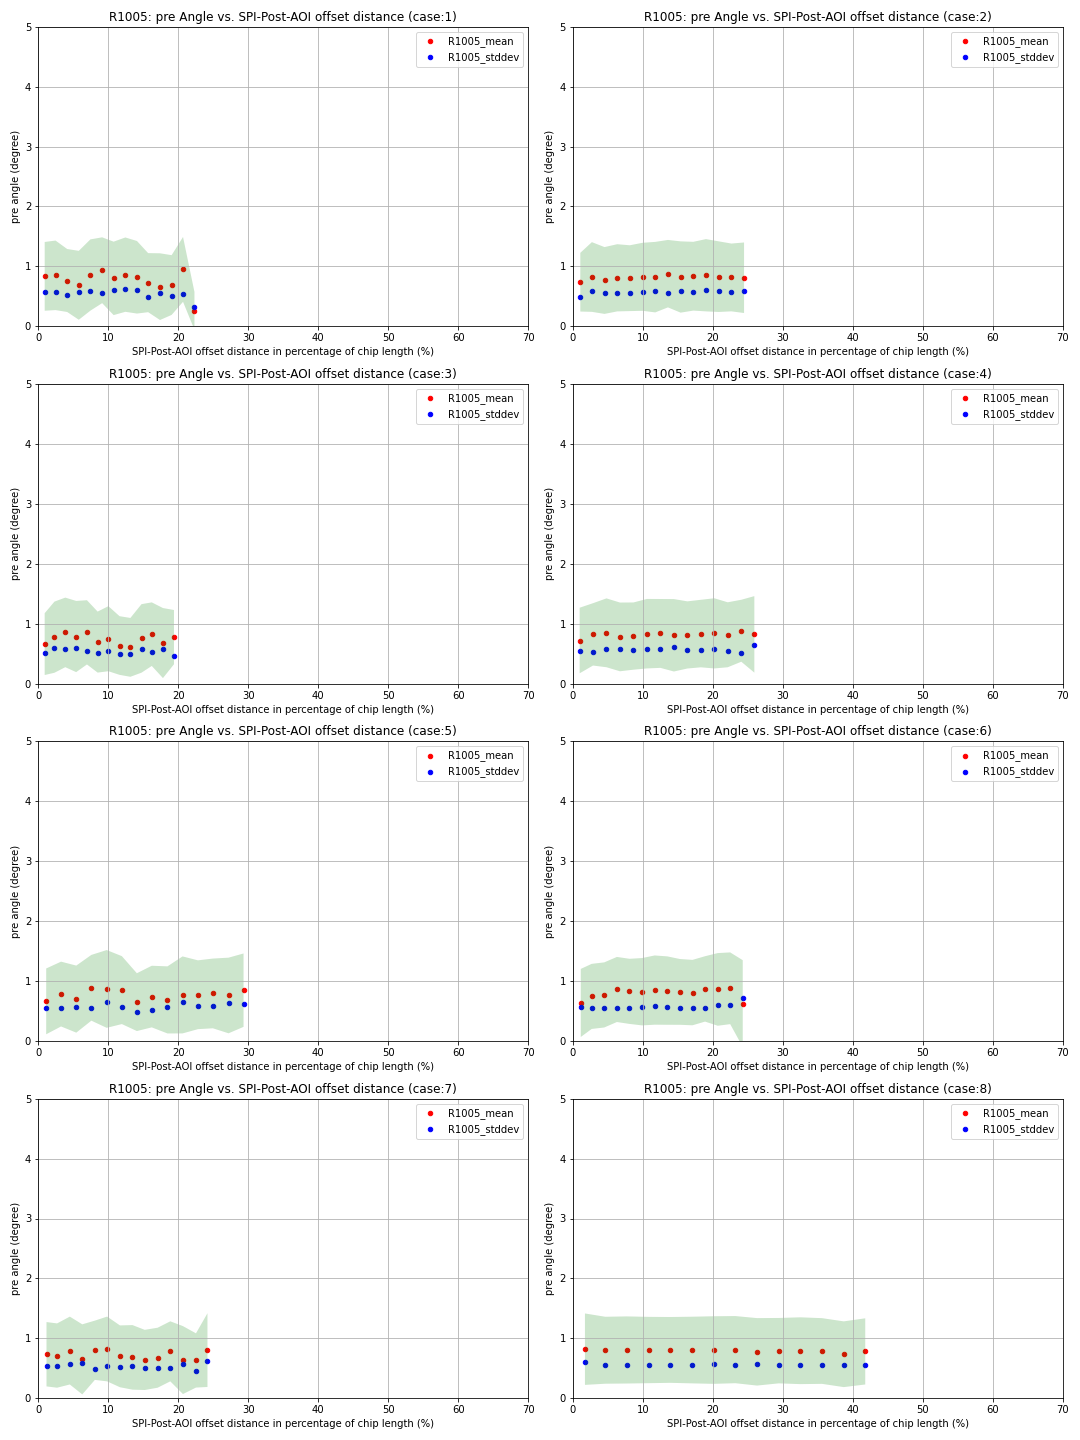 R1005: pre Angle vs. SPI-Post-AOI offset distance (case:1)
R1005_mean
R1005_stddev
pre angle (degree)
5
4
3
2
1
0
0 10 20 30 40 50 60 70
SPI-Post-AOI offset distance in percentage of chip length (%)
R1005: pre Angle vs. SPI-Post-AOI offset distance (case:2)
R1005_mean
R1005_stddev
pre angle (degree)
5
4
3
2
1
0
0 10 20 30 40 50 60 70
SPI-Post-AOI offset distance in percentage of chip length (%)
R1005: pre Angle vs. SPI-Post-AOI offset distance (case:3)
R1005_mean
R1005_stddev
pre angle (degree)
5
4
3
2
1
0
0 10 20 30 40 50 60 70
SPI-Post-AOI offset distance in percentage of chip length (%)
R1005: pre Angle vs. SPI-Post-AOI offset distance (case:4)
R1005_mean
R1005_stddev
pre angle (degree)
5
4
3
2
1
0
0 10 20 30 40 50 60 70
SPI-Post-AOI offset distance in percentage of chip length (%)
R1005: pre Angle vs. SPI-Post-AOI offset distance (case:5)
R1005_mean
R1005_stddev
pre angle (degree)
5
4
3
2
1
0
0 10 20 30 40 50 60 70
SPI-Post-AOI offset distance in percentage of chip length (%)
R1005: pre Angle vs. SPI-Post-AOI offset distance (case:6)
R1005_mean
R1005_stddev
pre angle (degree)
5
4
3
2
1
0
0 10 20 30 40 50 60 70
SPI-Post-AOI offset distance in percentage of chip length (%)
R1005: pre Angle vs. SPI-Post-AOI offset distance (case:7)
R1005_mean
R1005_stddev
pre angle (degree)
5
4
3
2
1
0
0 10 20 30 40 50 60 70
SPI-Post-AOI offset distance in percentage of chip length (%)
R1005: pre Angle vs. SPI-Post-AOI offset distance (case:8)
R1005_mean
R1005_stddev
pre angle (degree)
5
4
3
2
1
0
0 10 20 30 40 50 60 70
SPI-Post-AOI offset distance in percentage of chip length (%)